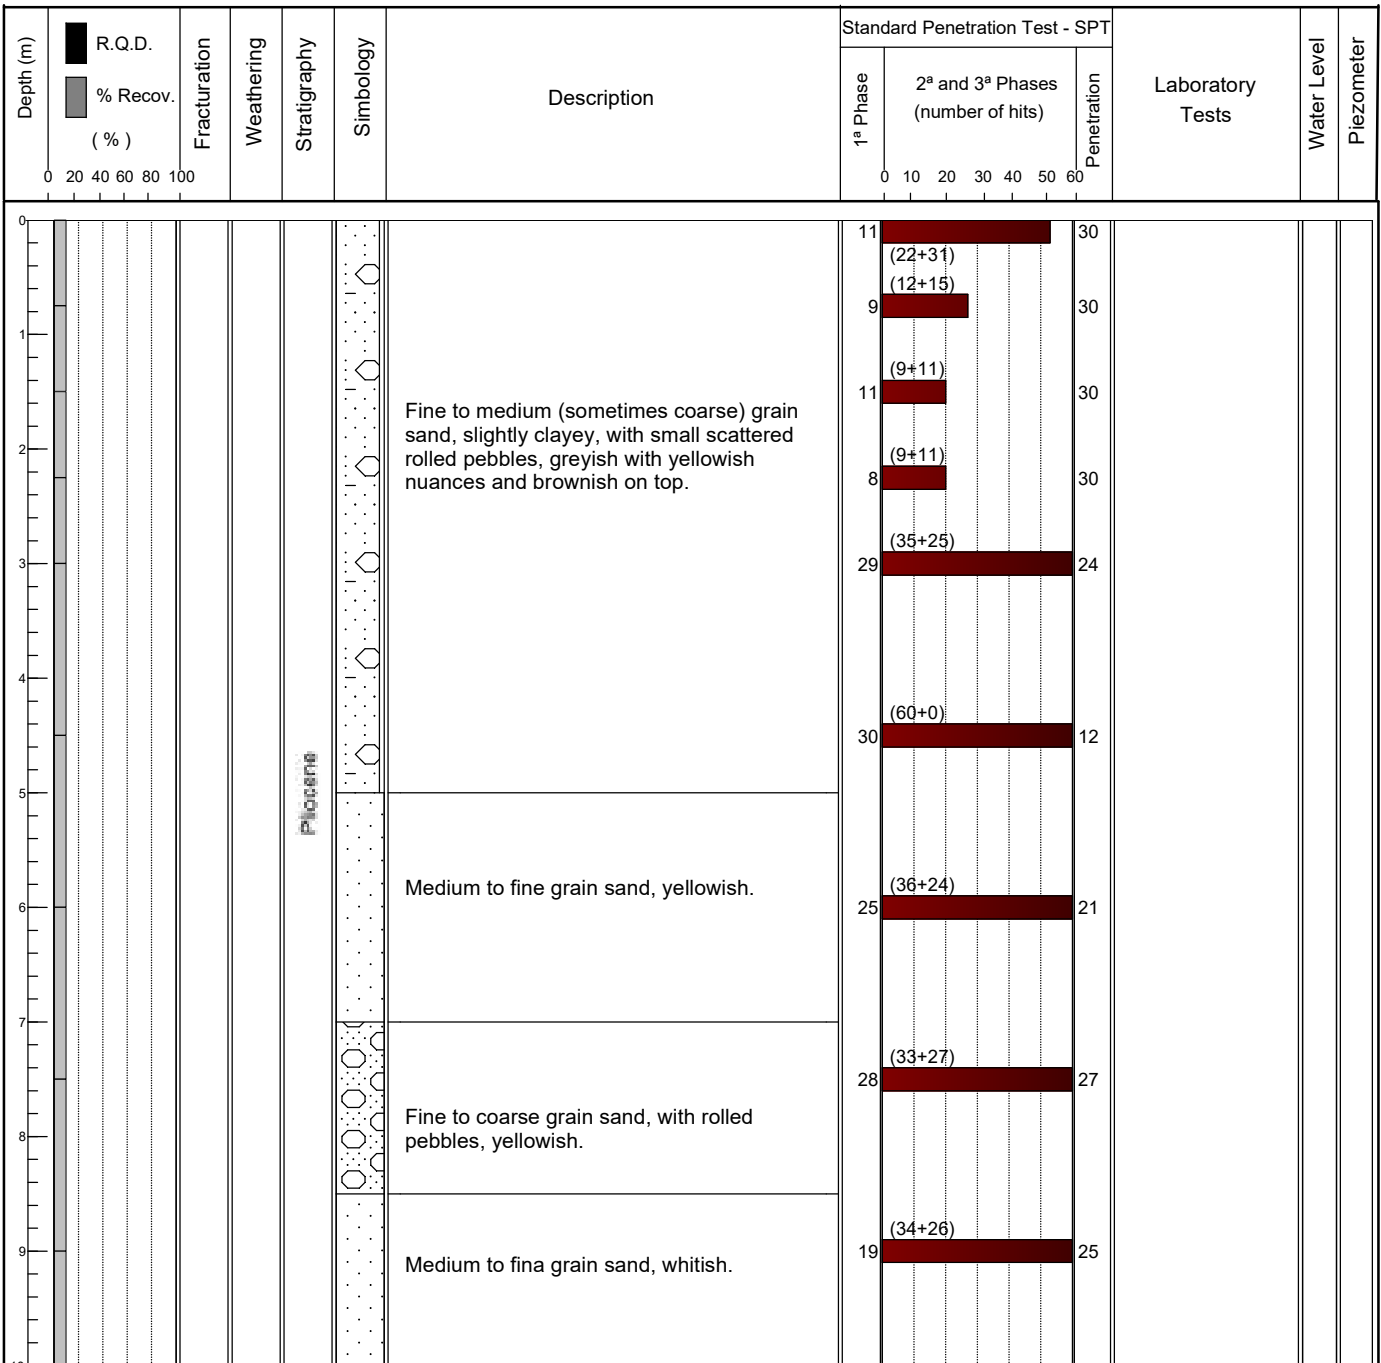 Depth (m)
R.Q.D.
% Recov.
( % )
0 20 40 60 80 100
Fracturation
Weathering
Stratigraphy
Simbology
Description
Standard Penetration Test - SPT
1ª Phase
2ª and 3ª Phases
(number of hits)
0 10 20 30 40 50 60
Penetration
Laboratory
Tests
Water Level
Piezometer
0
11 30
(22+31)
(12+15)
9 30
1
(9+11)
11 30
Fine to medium (sometimes coarse) grain
sand, slightly clayey, with small scattered
rolled pebbles, greyish with yellowish
nuances and brownish on top.
2
(9+11)
8 30
(35+25)
3
29 24
4
(60+0)
30 12
Pliocene
5
Medium to fine grain sand, yellowish.
(36+24)
6
25 21
7
(33+27)
28 27
Fine to coarse grain sand, with rolled
pebbles, yellowish.
8
(34+26)
9
19 25
Medium to fina grain sand, whitish.